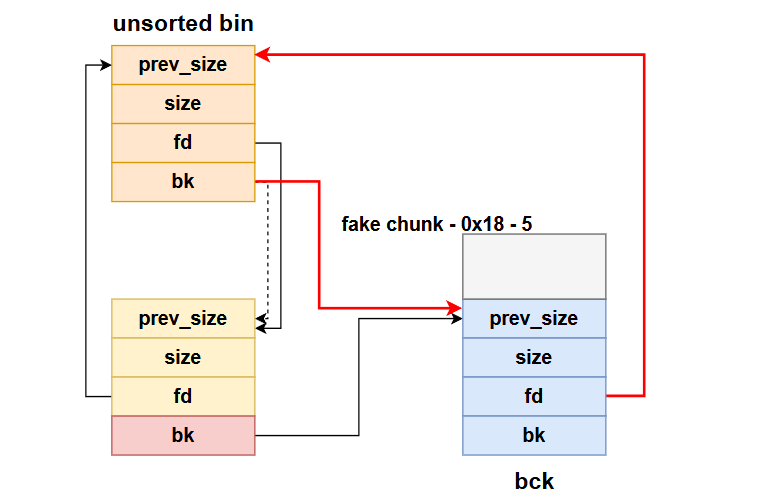 unsorted bin
prev_size
size
fd
bk
fake chunk - 0x18 - 5
prev_size
size
fd
bk
prev_size
size
fd
bk
bck